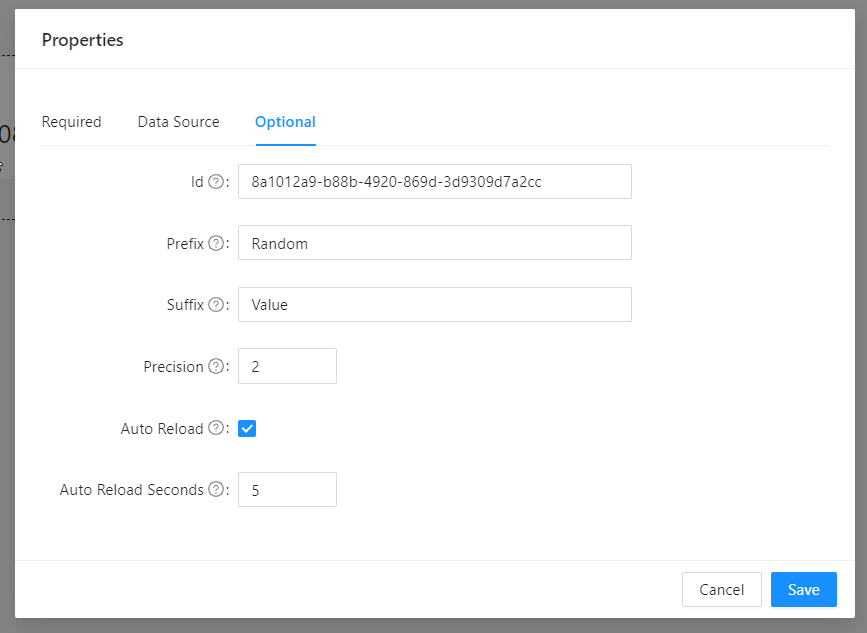 Properties
Required Data Source Optional
Id ? : 8a1012a9-b88b-4920-869d-3d9309d7a2cc
Prefix ? : Random
Suffix ? : Value
Precision ? : 2
Auto Reload ? :
Auto Reload Seconds ? : 5
Cancel Save